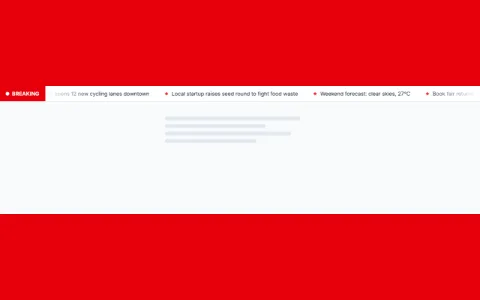 BREAKING 12 new cycling lanes downtown Local startup raises seed round to fight food waste Weekend forecast: clear skies, 27°C Book fair